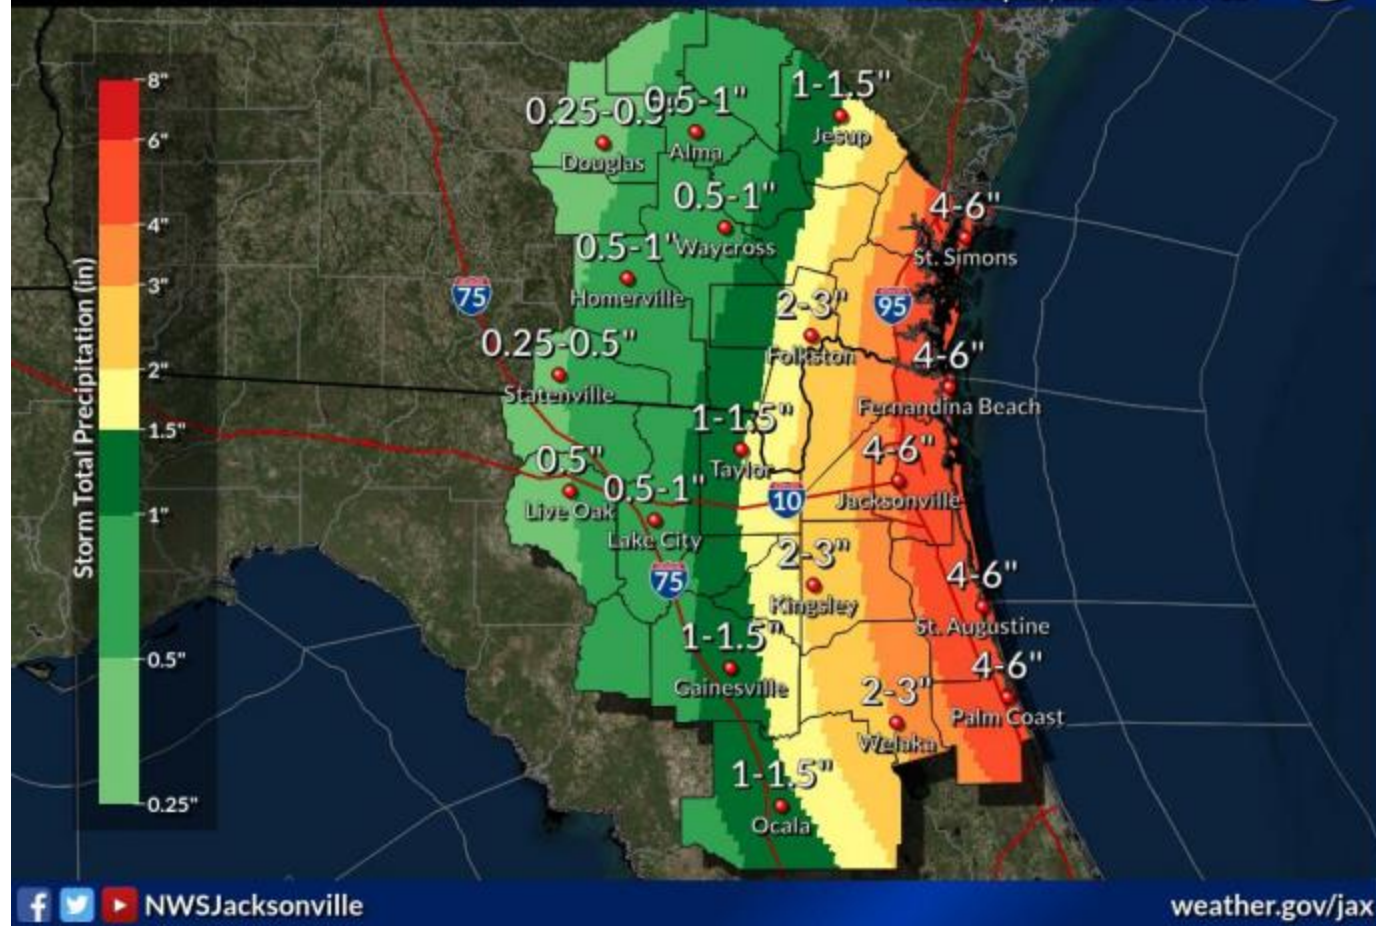 8"
6"
4"
3"
2"
1.5"
1"
0.5"
0.25"
Storm Total Precipitation (in)
1-1.5"
Jesup
0.5-1"
Alma
Douglas
0.5-1"
Waycross
4-6"
St. Simons
0.5-1"
Homerville
75
2-3"
Folkston
95
0.25-0.5"
Statenville
4-6"
Fernandina Beach
1-1.5"
Taylor
4-6"
Jacksonville
0.5"
Live Oak
0.5-1"
Lake City
10
75
2-3"
Kingsley
4-6"
St. Augustine
1-1.5"
Gainesville
4-6"
Palm Coast
2-3"
Welaka
1-1.5"
Ocala
NWSJacksonville
weather.gov/jax